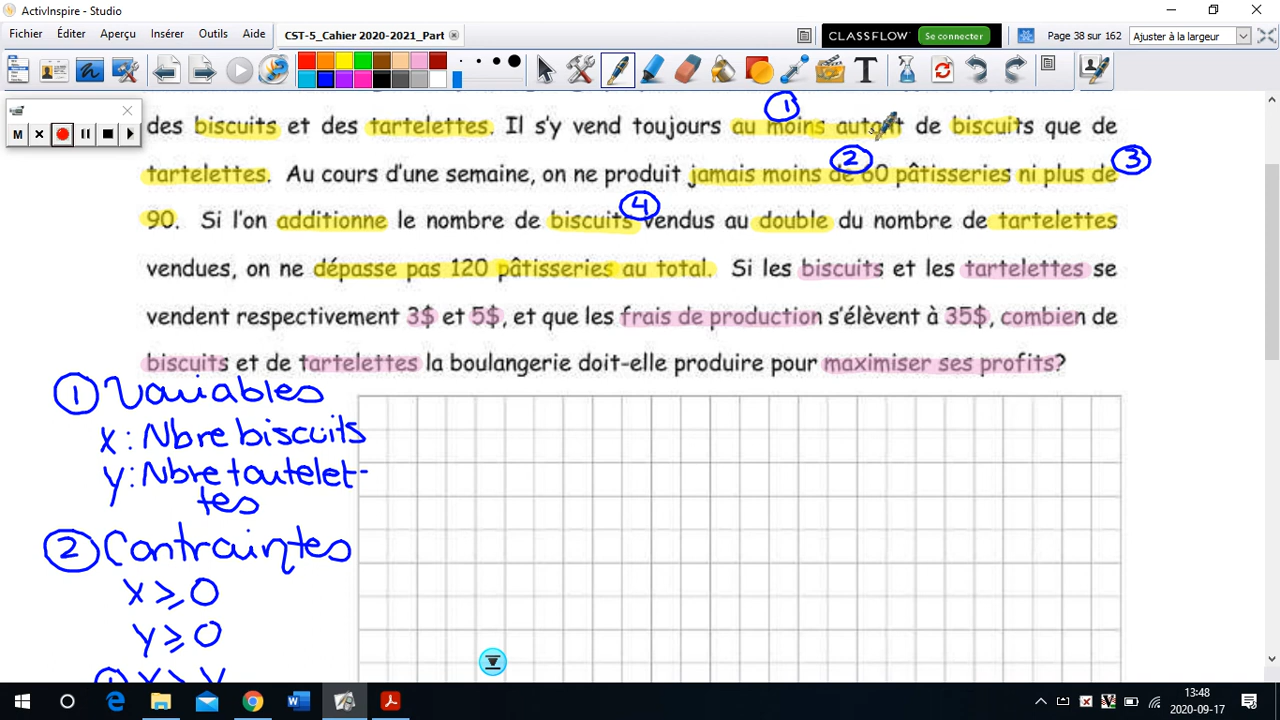 ActivInspire - Studio
Fichier Éditer Aperçu Insérer Outils Aide CST-5_Cahier 2020-2021_Part CLASSFLOW Se connecter Page 38 sur 162 Ajuster à la largeur
M
1
des biscuits et des tartelettes. Il s'y vend toujours au moins autant de biscuits que de
2 3
tartelettes. Au cours d'une semaine, on ne produit jamais moins de 60 pâtisseries ni plus de
4
90. Si l'on additionne le nombre de biscuits vendus au double du nombre de tartelettes
vendues, on ne dépasse pas 120 pâtisseries au total. Si les biscuits et les tartelettes se
vendent respectivement 3$ et 5$, et que les frais de production s'élèvent à 35$, combien de
biscuits et de tartelettes la boulangerie doit-elle produire pour maximiser ses profits?
1 Variables
x: Nbre biscuits
y: Nbre tartelet-
tes
2 Contraintes
x ≥ 0
y ≥ 0
13:48
2020-09-17